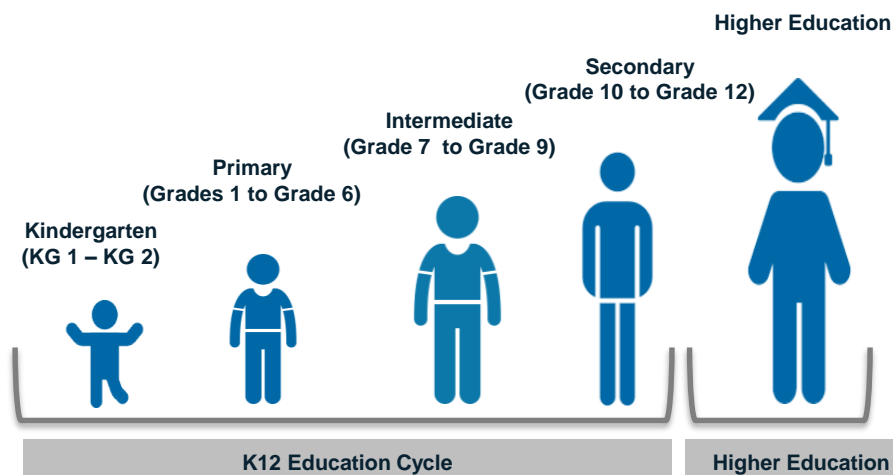 Higher Education
Secondary
(Grade 10 to Grade 12)
Intermediate
(Grade 7  to Grade 9)
Primary
(Grades 1 to Grade 6)
Kindergarten
(KG 1 – KG 2)
K12 Education Cycle
Higher Education